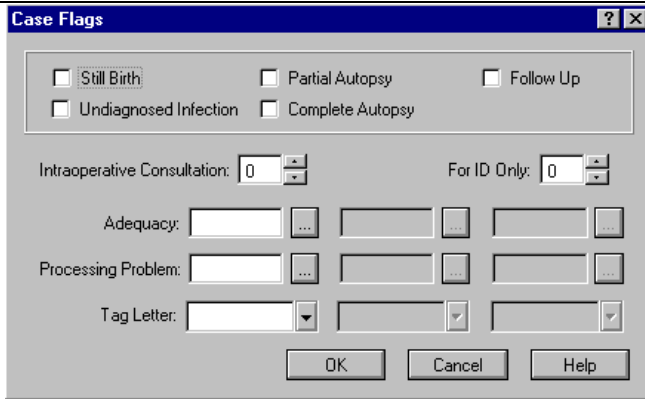 Case Flags ? X
Still Birth Partial Autopsy Follow Up
Undiagnosed Infection Complete Autopsy
Intraoperative Consultation: 0 For ID Only: 0
Adequacy: ... ... ...
Processing Problem: ... ... ...
Tag Letter:
OK Cancel Help